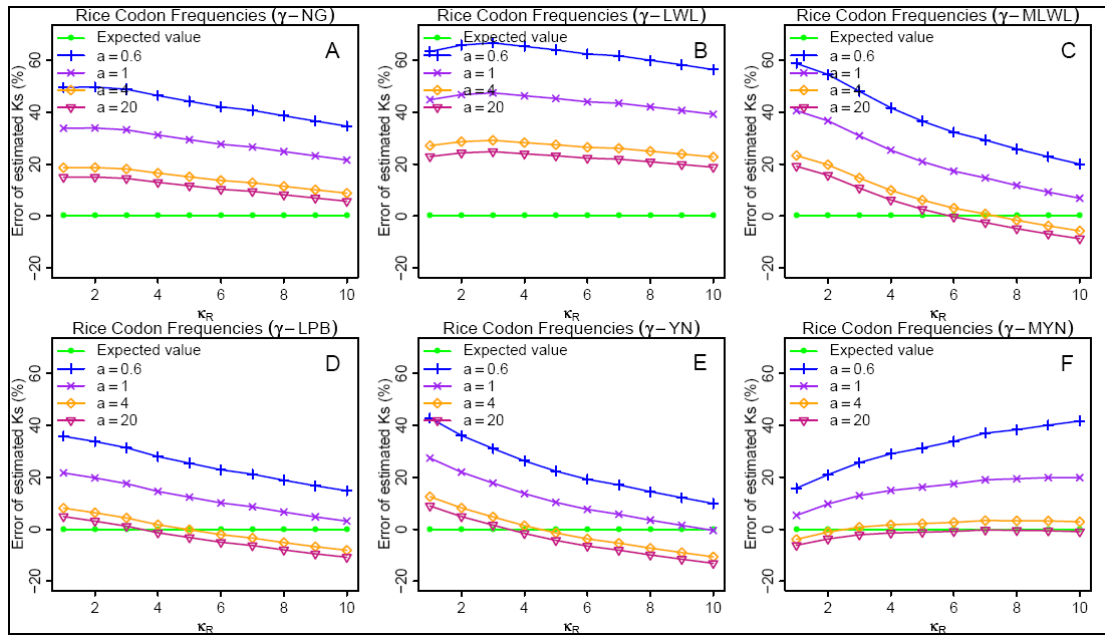 Rice Codon Frequencies (γ−NG)
Error of estimated Ks (%)
60
40
20
0
−20
Expected value
a = 0.6
a = 1
a = 4
a = 20
A
2 4 6 8 10
κR
Rice Codon Frequencies (γ−LWL)
Error of estimated Ks (%)
60
40
20
0
−20
Expected value
a = 0.6
a = 1
a = 4
a = 20
B
2 4 6 8 10
κR
Rice Codon Frequencies (γ−MLWL)
Error of estimated Ks (%)
60
40
20
0
−20
Expected value
a = 0.6
a = 1
a = 4
a = 20
C
2 4 6 8 10
κR
Rice Codon Frequencies (γ−LPB)
Error of estimated Ks (%)
60
40
20
0
−20
Expected value
a = 0.6
a = 1
a = 4
a = 20
D
2 4 6 8 10
κR
Rice Codon Frequencies (γ−YN)
Error of estimated Ks (%)
60
40
20
0
−20
Expected value
a = 0.6
a = 1
a = 4
a = 20
E
2 4 6 8 10
κR
Rice Codon Frequencies (γ−MYN)
Error of estimated Ks (%)
60
40
20
0
−20
Expected value
a = 0.6
a = 1
a = 4
a = 20
F
2 4 6 8 10
κR